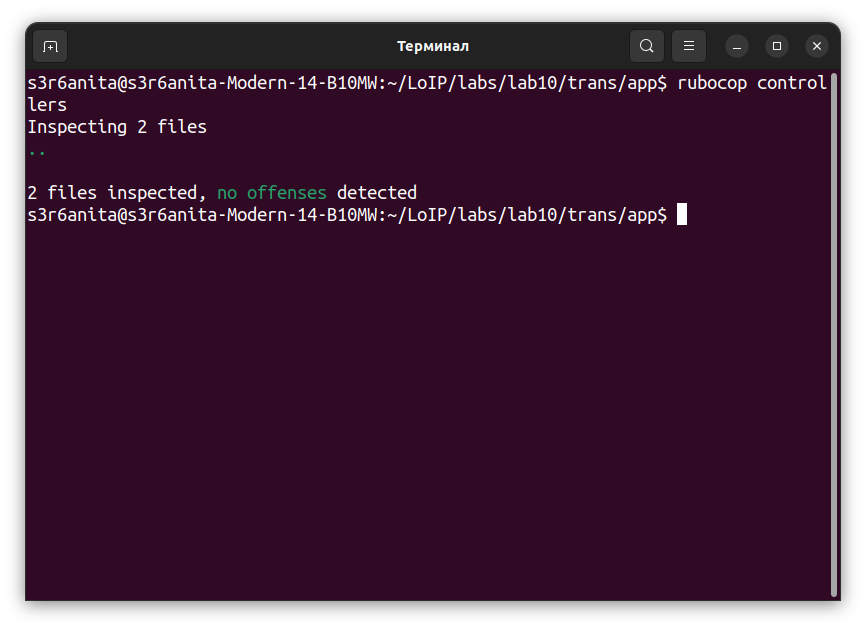 Терминал
s3r6anita@s3r6anita-Modern-14-B10MW:~/LoIP/labs/lab10/trans/app$ rubocop control
lers
Inspecting 2 files
..
2 files inspected, no offenses detected
s3r6anita@s3r6anita-Modern-14-B10MW:~/LoIP/labs/lab10/trans/app$